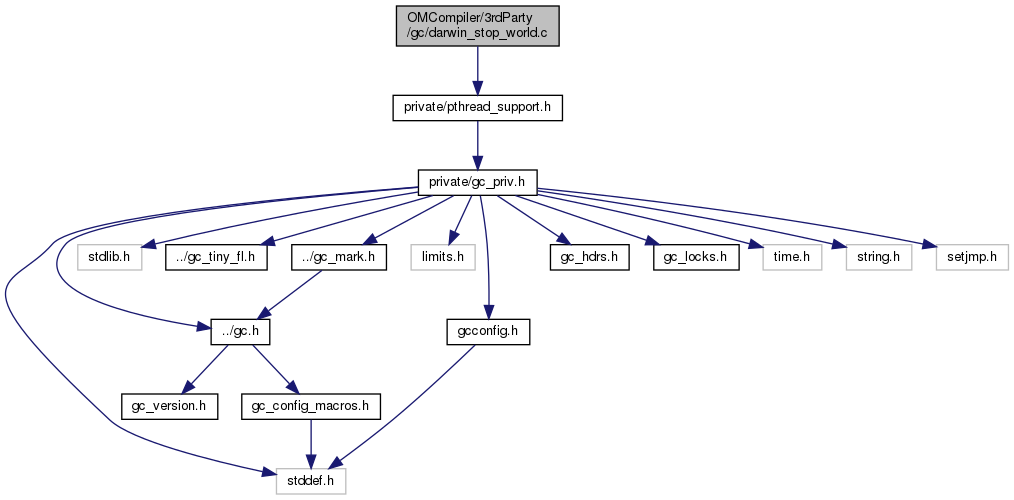 OMCompiler/3rdParty
/gc/darwin_stop_world.c
private/pthread_support.h
private/gc_priv.h
stdlib.h
../gc_tiny_fl.h
../gc_mark.h
limits.h
gc_hdrs.h
gc_locks.h
time.h
string.h
setjmp.h
../gc.h
gcconfig.h
gc_version.h
gc_config_macros.h
stddef.h